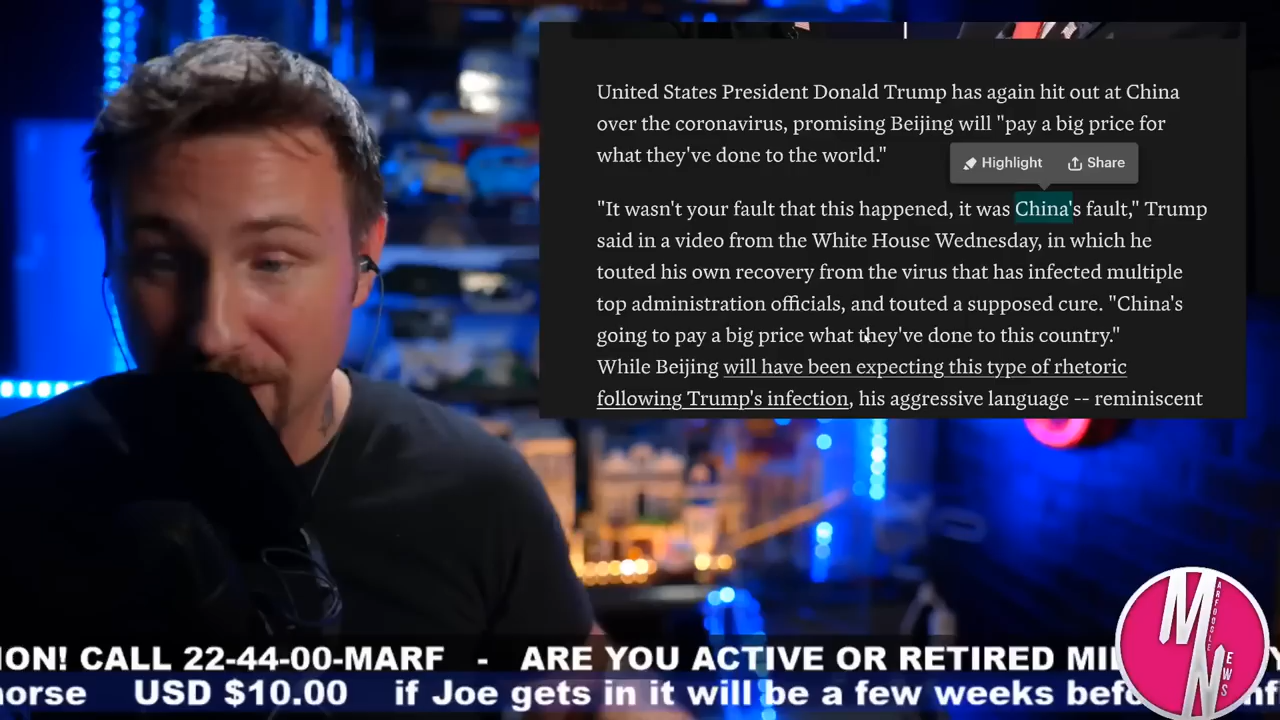 United States President Donald Trump has again hit out at China
over the coronavirus, promising Beijing will "pay a big price for
what they've done to the world."
Highlight Share
"It wasn't your fault that this happened, it was China's fault," Trump
said in a video from the White House Wednesday, in which he
touted his own recovery from the virus that has infected multiple
top administration officials, and touted a supposed cure. "China's
going to pay a big price what they've done to this country."
While Beijing will have been expecting this type of rhetoric
following Trump's infection, his aggressive language -- reminiscent
ION! CALL 22-44-00-MARF - ARE YOU ACTIVE OR RETIRED MI
orse USD $10.00 if Joe gets in it will be a few weeks bef
MARFOOGLE
NEWS